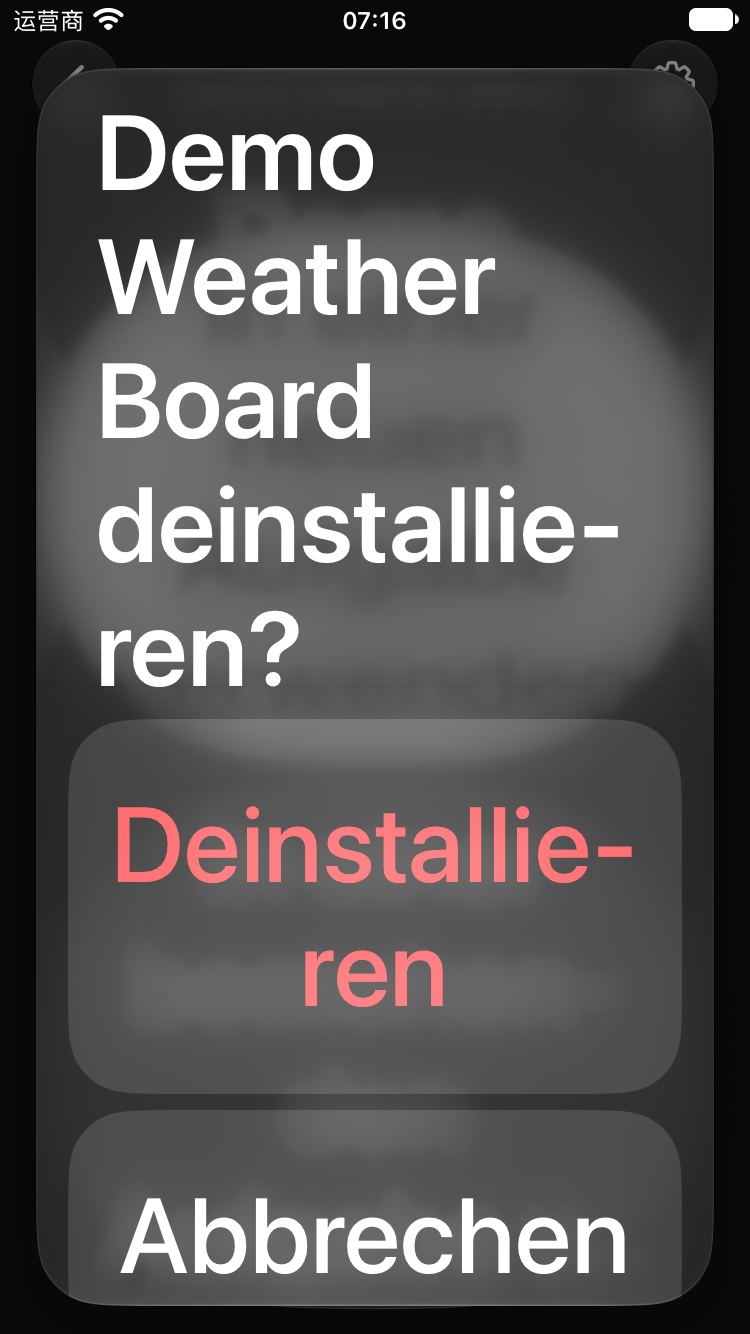 运营商
07:16
Demo
Weather
Board
deinstallie-
ren?
Deinstallie-
ren
Abbrechen